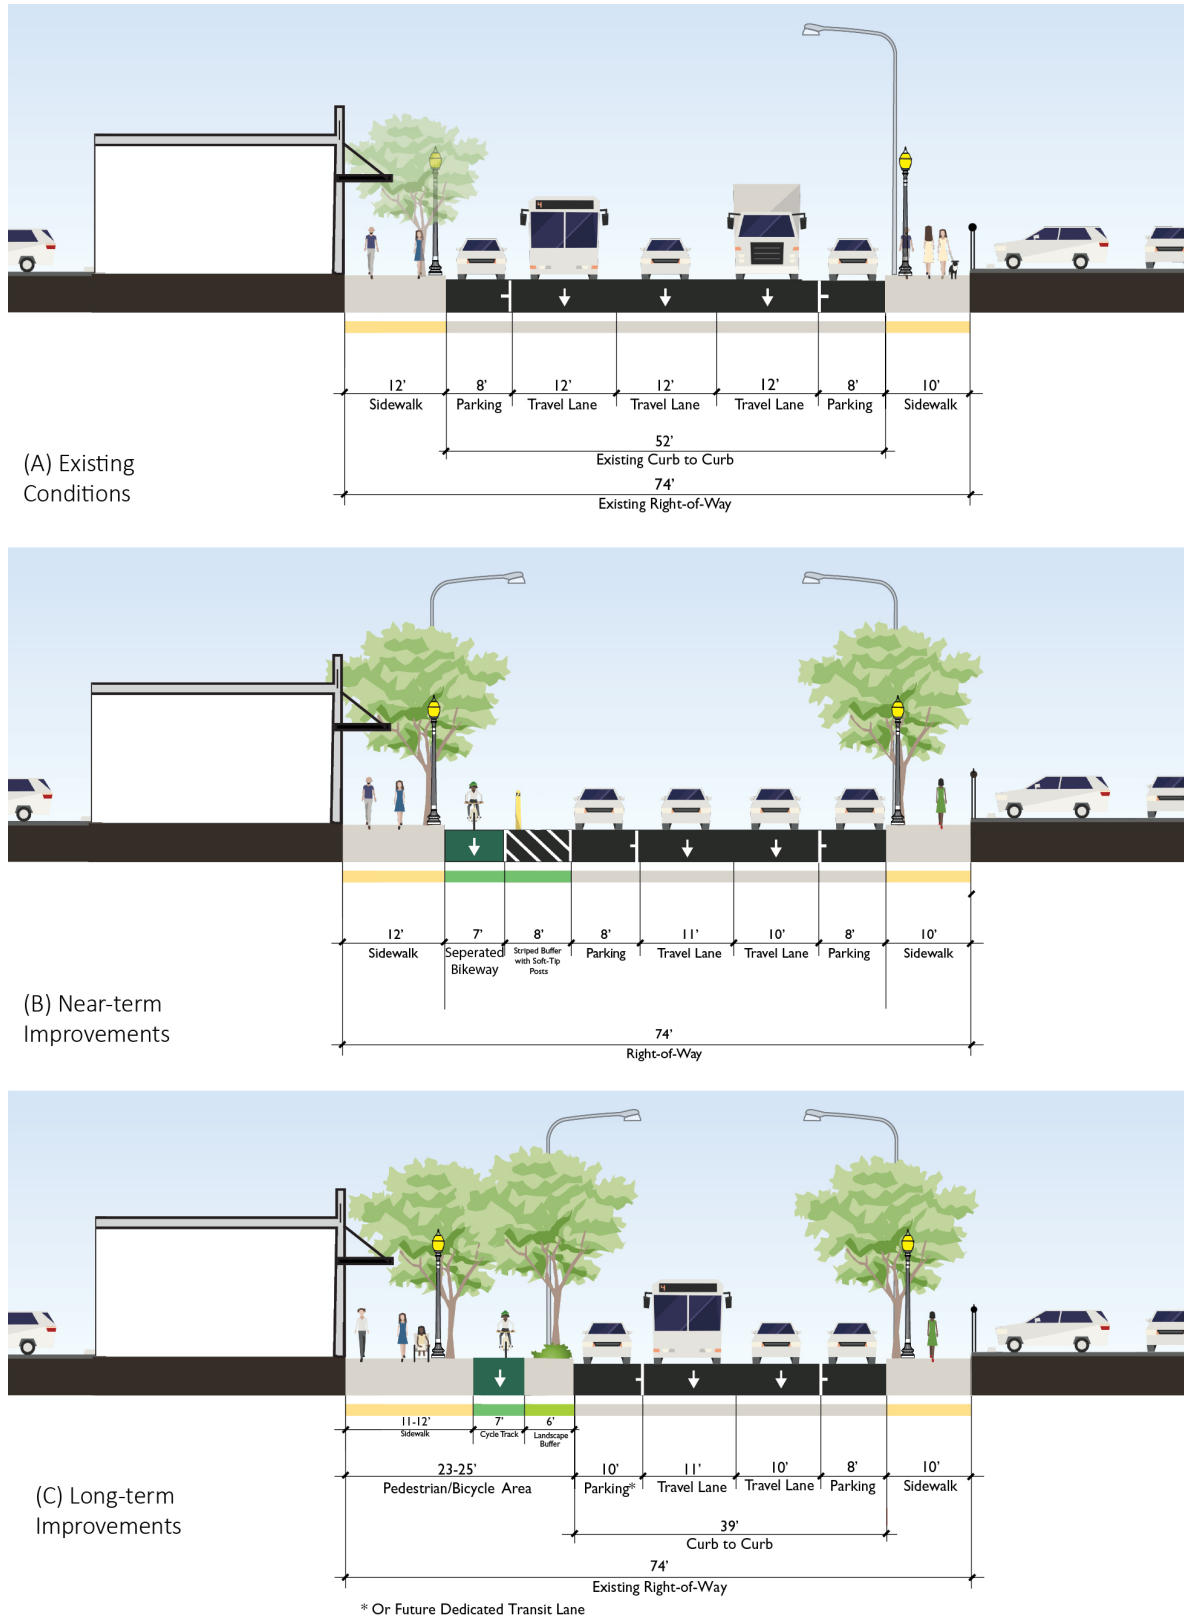 4
12'
8'
12'
12'
12'
8'
10'
Sidewalk
Parking
Travel Lane
Travel Lane
Travel Lane
Parking
Sidewalk
52'
Existing Curb to Curb
74'
Existing Right-of-Way
(A) Existing
Conditions
12'
7'
8'
8'
11'
10'
8'
10'
Sidewalk
Seperated
Bikeway
Striped Buffer
with Soft-Tip
Posts
Parking
Travel Lane
Travel Lane
Parking
Sidewalk
(B) Near-term
Improvements
74'
Right-of-Way
4
11-12'
Sidewalk
7'
Cycle Track
6'
Landscape
Buffer
23-25'
Pedestrian/Bicycle Area
10'
Parking*
11'
Travel Lane
10'
Travel Lane
8'
Parking
10'
Sidewalk
(C) Long-term
Improvements
39'
Curb to Curb
74'
Existing Right-of-Way
* Or Future Dedicated Transit Lane